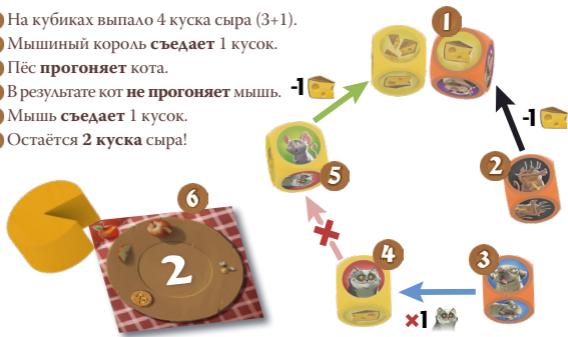 На кубиках выпало 4 куска сыра (3+1).
Мышиный король съедает 1 кусок.
Пёс прогоняет кота.
В результате кот не прогоняет мышь.
Мышь съедает 1 кусок.
Остаётся 2 куска сыра!
1
-1
-1
5
2
6
2
4
3
×1